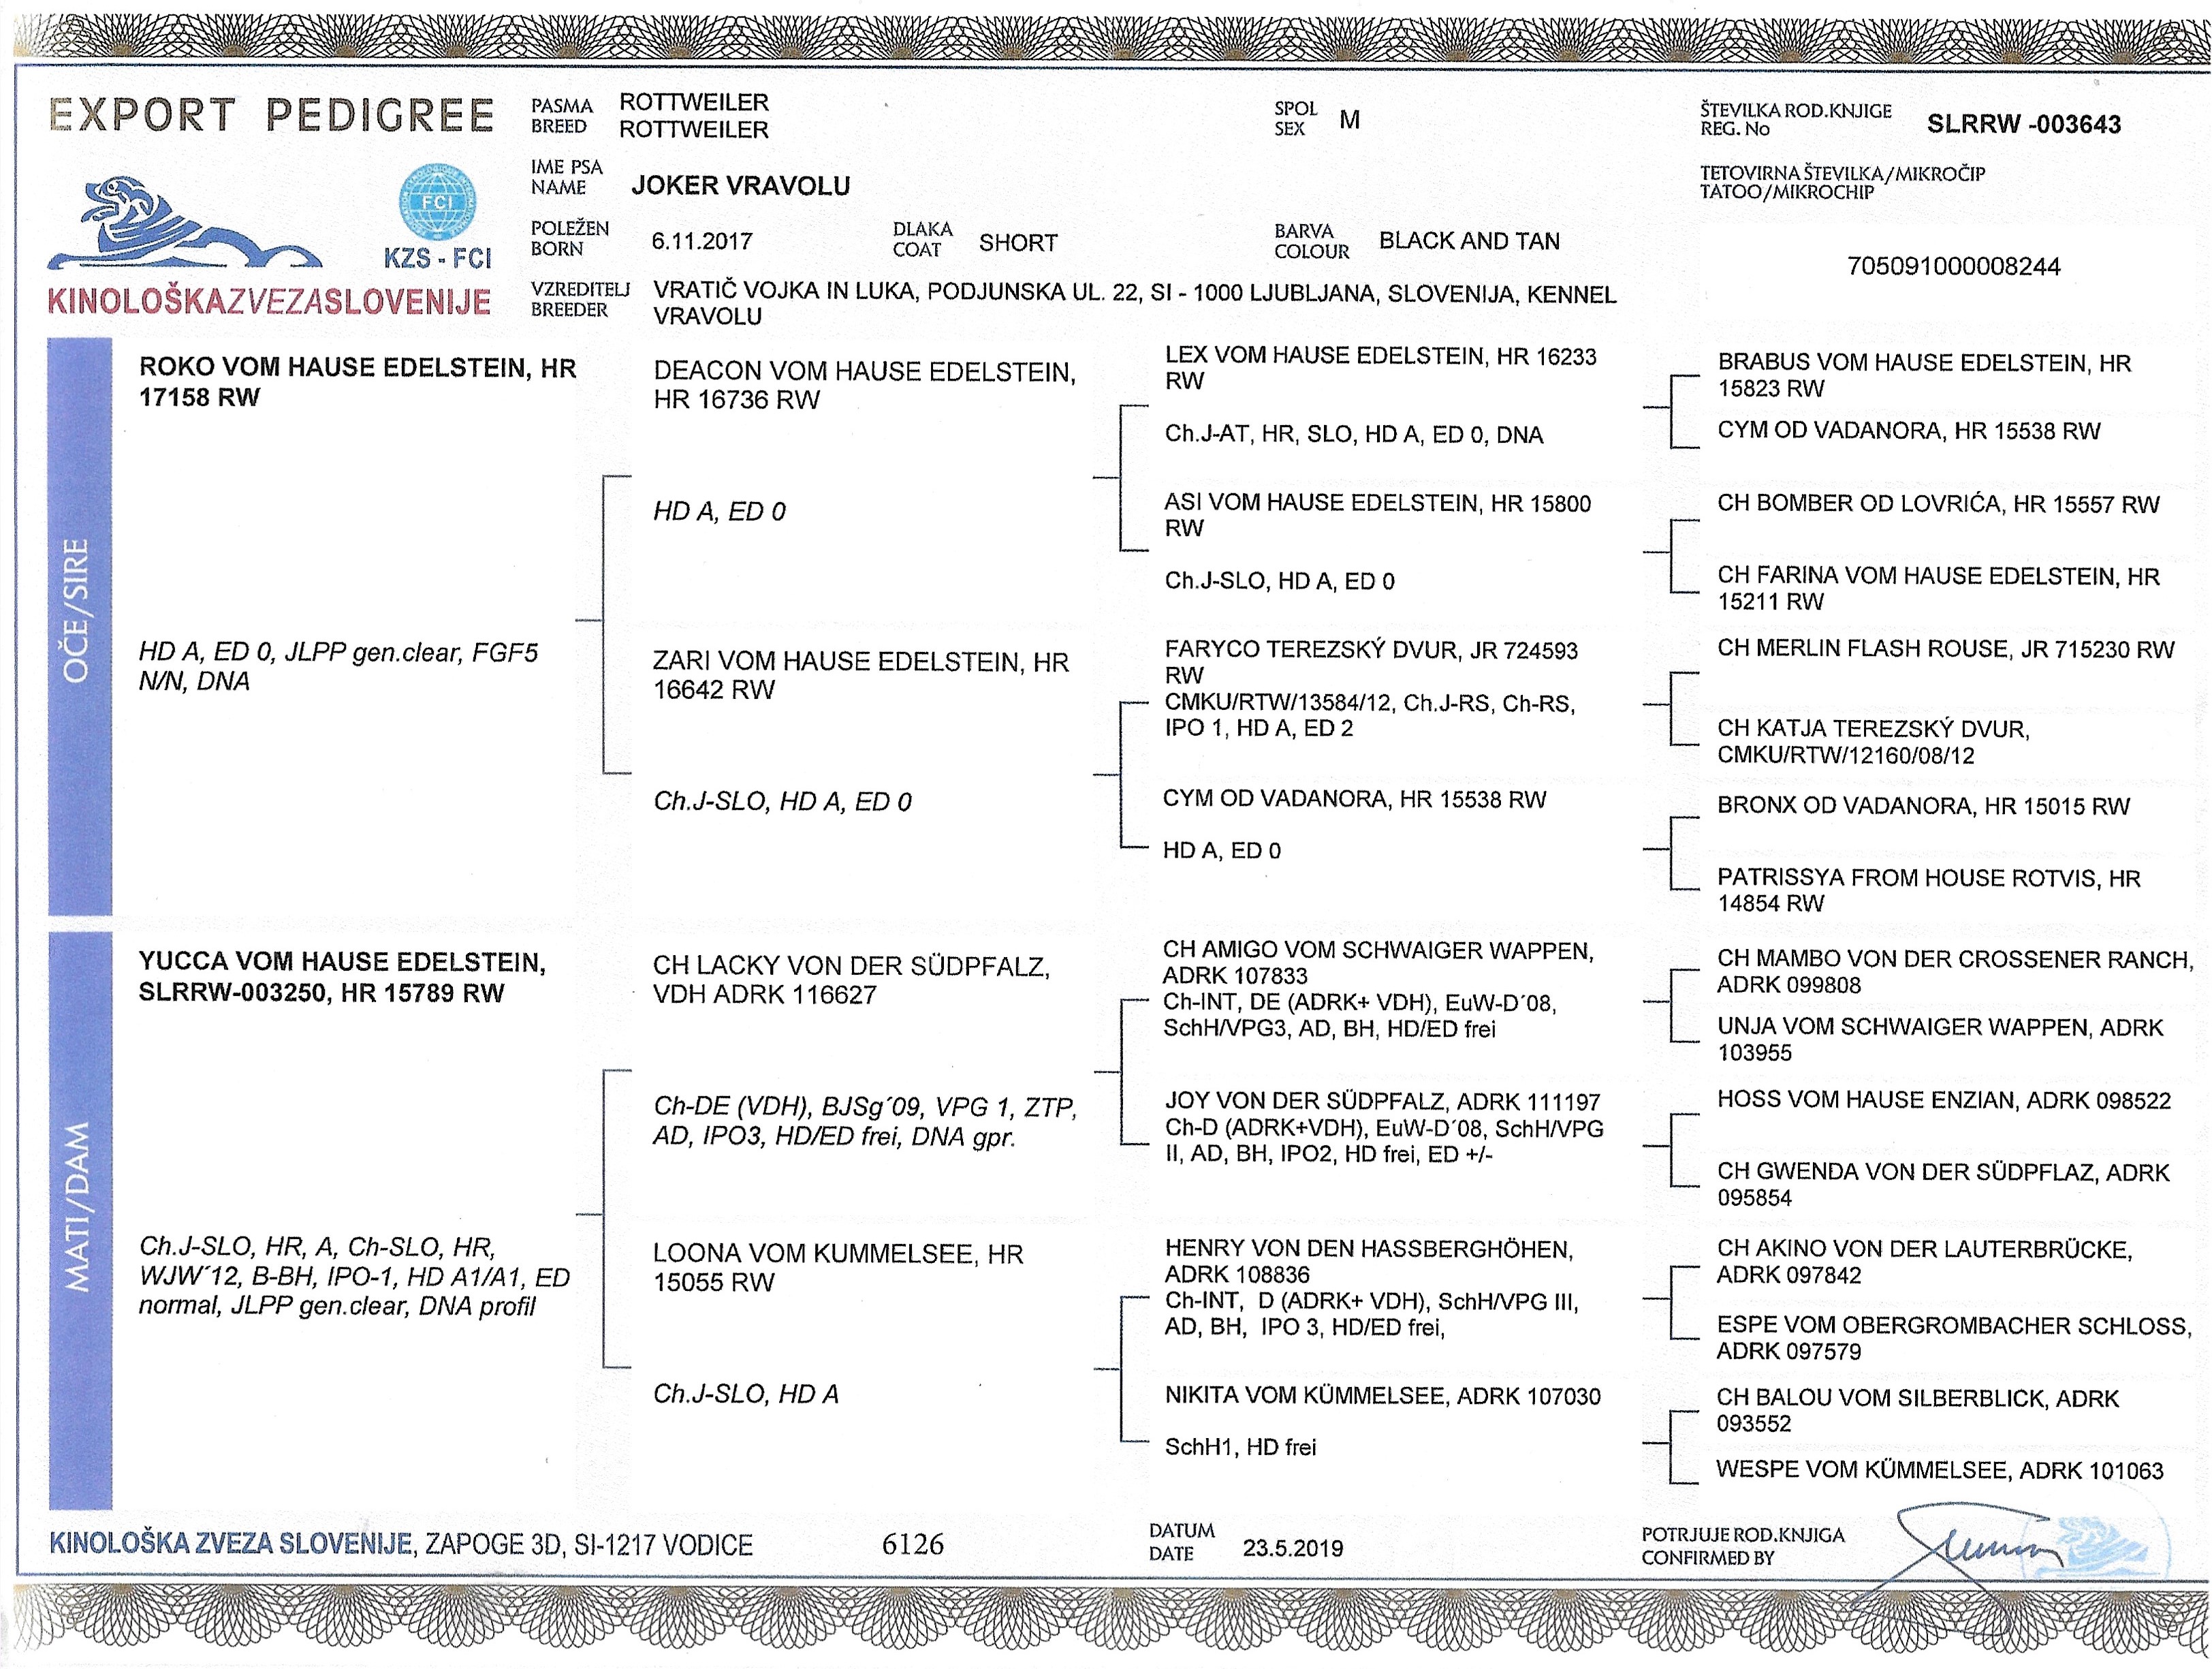 EXPORT PEDIGREE
FCI
KZS - FCI
KINOLOŠKAZVEZASLOVENIJE
PASMA ROTTWEILER
BREED ROTTWEILER
SPOL
SEX M
ŠTEVILKA ROD.KNJIGE
REG. No SLRRW -003643
IME PSA
NAME JOKER VRAVOLU
TETOVIRNA ŠTEVILKA/MIKROČIP
TATOO/MIKROCHIP
705091000008244
POLEŽEN
BORN 6.11.2017
DLAKA
COAT SHORT
BARVA
COLOUR BLACK AND TAN
VZREDITELJ
BREEDER
VRATIČ VOJKA IN LUKA, PODJUNSKA UL. 22, SI - 1000 LJUBLJANA, SLOVENIJA, KENNEL
VRAVOLU
OČE/SIRE
ROKO VOM HAUSE EDELSTEIN, HR
17158 RW
HD A, ED 0, JLPP gen.clear, FGF5
N/N, DNA
DEACON VOM HAUSE EDELSTEIN,
HR 16736 RW
HD A, ED 0
ZARI VOM HAUSE EDELSTEIN, HR
16642 RW
Ch.J-SLO, HD A, ED 0
LEX VOM HAUSE EDELSTEIN, HR 16233
RW
Ch.J-AT, HR, SLO, HD A, ED 0, DNA
ASI VOM HAUSE EDELSTEIN, HR 15800
RW
Ch.J-SLO, HD A, ED 0
FARYCO TEREZSKÝ DVUR, JR 724593
RW
CMKU/RTW/13584/12, Ch.J-RS, Ch-RS,
IPO 1, HD A, ED 2
CYM OD VADANORA, HR 15538 RW
HD A, ED 0
BRABUS VOM HAUSE EDELSTEIN, HR
15823 RW
CYM OD VADANORA, HR 15538 RW
CH BOMBER OD LOVRIĆA, HR 15557 RW
CH FARINA VOM HAUSE EDELSTEIN, HR
15211 RW
CH MERLIN FLASH ROUSE, JR 715230 RW
CH KATJA TEREZSKÝ DVUR,
CMKU/RTW/12160/08/12
BRONX OD VADANORA, HR 15015 RW
PATRISSYA FROM HOUSE ROTVIS, HR
14854 RW
MATI/DAM
YUCCA VOM HAUSE EDELSTEIN,
SLRRW-003250, HR 15789 RW
Ch.J-SLO, HR, A, Ch-SLO, HR,
WJW´12, B-BH, IPO-1, HD A1/A1, ED
normal, JLPP gen.clear, DNA profil
CH LACKY VON DER SÜDPFALZ,
VDH ADRK 116627
Ch-DE (VDH), BJSg´09, VPG 1, ZTP,
AD, IPO3, HD/ED frei, DNA gpr.
LOONA VOM KUMMELSEE, HR
15055 RW
Ch.J-SLO, HD A
CH AMIGO VOM SCHWAIGER WAPPEN,
ADRK 107833
Ch-INT, DE (ADRK+ VDH), EuW-D´08,
SchH/VPG3, AD, BH, HD/ED frei
JOY VON DER SÜDPFALZ, ADRK 111197
Ch-D (ADRK+VDH), EuW-D´08, SchH/VPG
II, AD, BH, IPO2, HD frei, ED +/-
HENRY VON DEN HASSBERGHÖHEN,
ADRK 108836
Ch-INT, D (ADRK+ VDH), SchH/VPG III,
AD, BH, IPO 3, HD/ED frei,
NIKITA VOM KÜMMELSEE, ADRK 107030
SchH1, HD frei
CH MAMBO VON DER CROSSENER RANCH,
ADRK 099808
UNJA VOM SCHWAIGER WAPPEN, ADRK
103955
HOSS VOM HAUSE ENZIAN, ADRK 098522
CH GWENDA VON DER SÜDPFLAZ, ADRK
095854
CH AKINO VON DER LAUTERBRÜCKE,
ADRK 097842
ESPE VOM OBERGROMBACHER SCHLOSS,
ADRK 097579
CH BALOU VOM SILBERBLICK, ADRK
093552
WESPE VOM KÜMMELSEE, ADRK 101063
KINOLOŠKA ZVEZA SLOVENIJE, ZAPOGE 3D, SI-1217 VODICE 6126
DATUM
DATE 23.5.2019
POTRJUJE ROD.KNJIGA
CONFIRMED BY